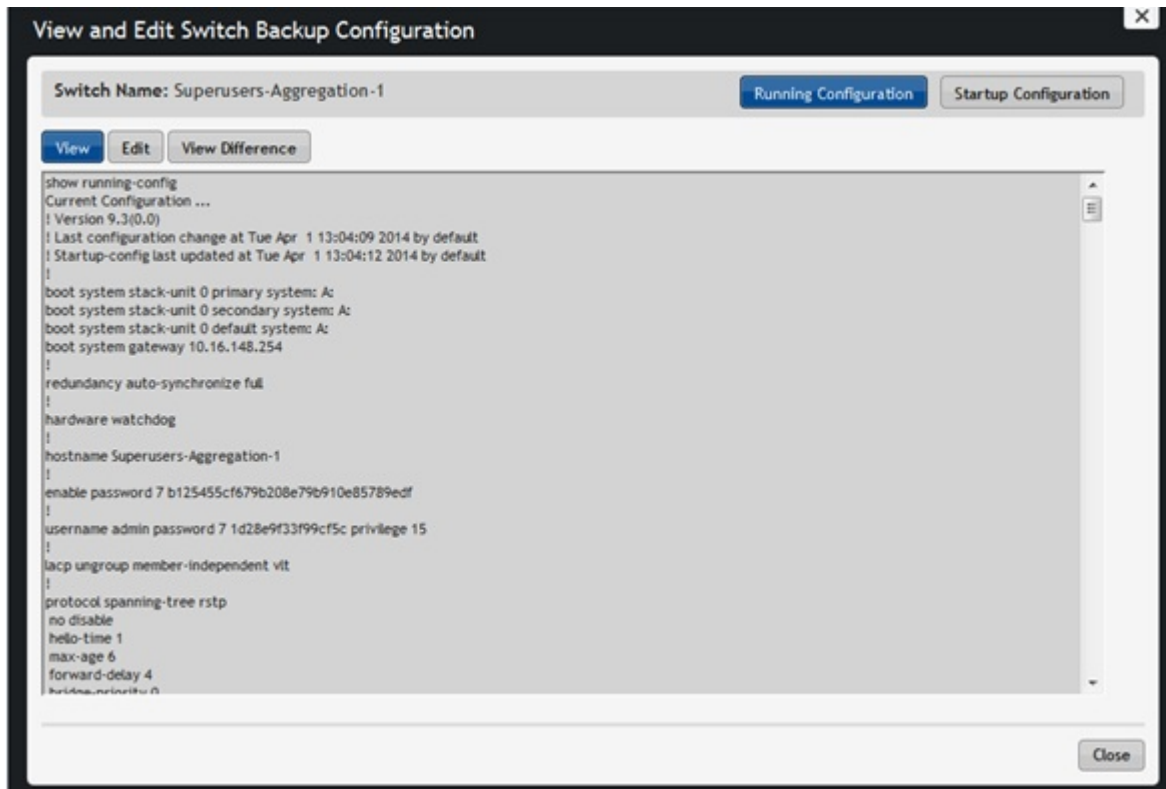 View and Edit Switch Backup Configuration
Switch Name: Superusers-Aggregation-1
Running Configuration
Startup Configuration
View
Edit
View Difference
show running-config
Current Configuration ...
! Version 9.3(0.0)
! Last configuration change at Tue Apr  1 13:04:09 2014 by default
! Startup-config last updated at Tue Apr  1 13:04:12 2014 by default
!
boot system stack-unit 0 primary system: A:
boot system stack-unit 0 secondary system: A:
boot system stack-unit 0 default system: A:
boot system gateway 10.16.148.254
!
redundancy auto-synchronize full
!
hardware watchdog
!
hostname Superusers-Aggregation-1
!
enable password 7 b125455cf679b208e79b910e85789edf
!
username admin password 7 1d28e9f33f99cf5c privilege 15
!
lacp ungroup member-independent vlt
!
protocol spanning-tree rstp
no disable
hello-time 1
max-age 6
forward-delay 4
bridge-priority 0
Close